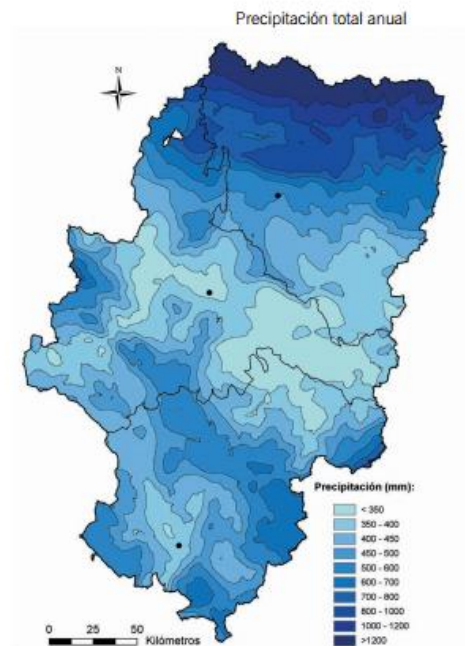 Precipitación total anual
N
Precipitación (mm):
< 350
350 - 400
400 - 450
450 - 500
500 - 600
600 - 700
700 - 800
800 - 1000
1000 - 1200
>1200
0 25 50
Kilómetros